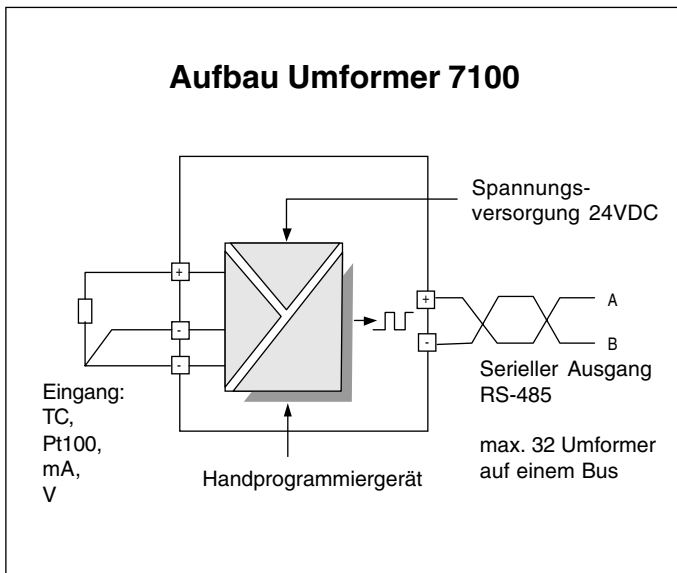 Aufbau Umformer 7100
Spannungs-
versorgung 24VDC
+
-
-
+
-
A
B
Eingang:
TC,
Pt100,
mA,
V
Handprogrammiergerät
Serieller Ausgang
RS-485
max. 32 Umformer
auf einem Bus